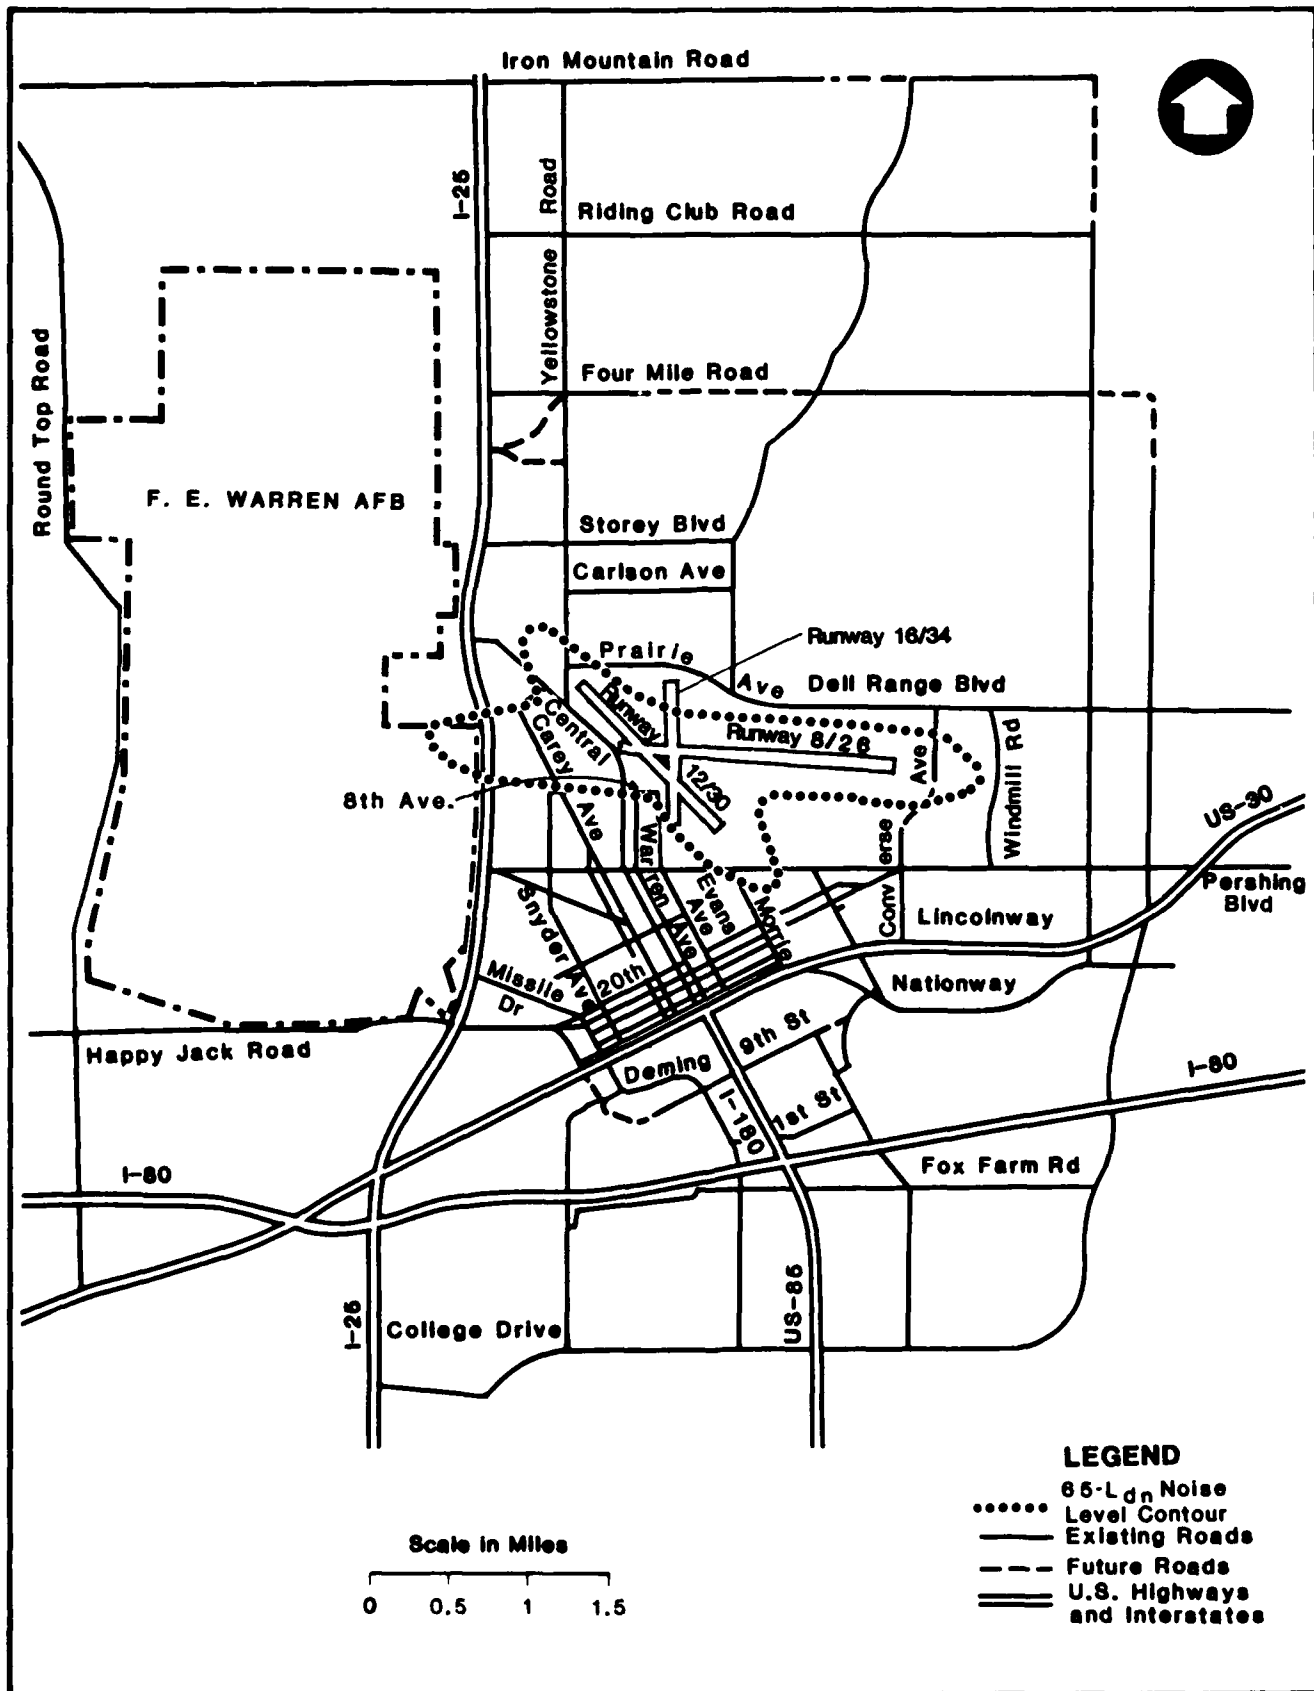 Iron Mountain Road
I-25
Yellowstone Road
Riding Club Road
Round Top Road
Four Mile Road
F. E. WARREN AFB
Storey Blvd
Carlson Ave
Runway 16/34
Prairie Ave
Dell Range Blvd
Runway 12/30
Runway 8/26
Central
Carey Ave
Windmill Rd
8th Ave.
US-30
Warren Ave
Converse Ave
Evans Ave
Morrie
Pershing
Blvd
Snyder Ave
Lincolnway
20th
Missile
Dr
Nationway
9th St
Happy Jack Road
Deming
I-80
1st St
I-180
Fox Farm Rd
I-80
US-85
I-25
College Drive
LEGEND
65-Ldn Noise
Level Contour
Existing Roads
Future Roads
U.S. Highways
and Interstates
Scale in Miles
0 0.5 1 1.5